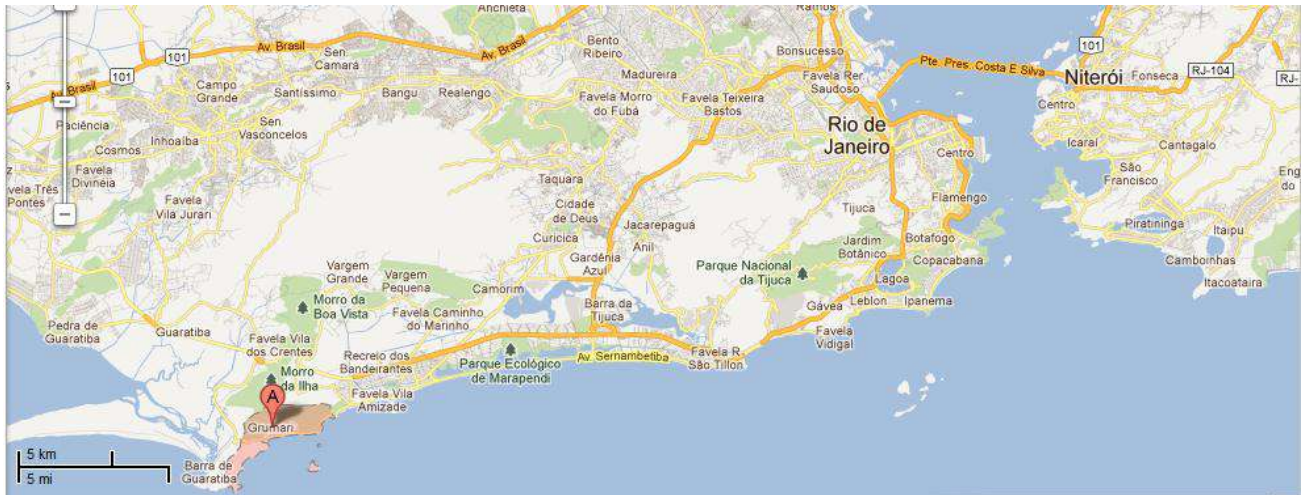 Anchieta
Ramos
Av. Brasil
Sen.
Camará
Av. Brasil
Bento
Ribeiro
Bonsucesso
Pte. Pres. Costa E Silva
101
Niterói
Fonseca
RJ-104
RJ-
101
101
Campo
Grande
Santíssimo
Bangu
Realengo
Madureira
Favela Rer.
Saudoso
Centro
Av. Brasil
Favela Morro
do Fubá
Favela Teixeira
Bastos
Paciência
Inhoaíba
Sen.
Vasconcelos
Rio de
Janeiro
Icaraí
Cantagalo
Cosmos
Centro
São
Francisco
Eng
do
Favela
Divineia
vela Três
Pontes
Favela
Vila Jurari
Taquara
Cidade
de Deus
Flamengo
Tijuca
Jacarepaguá
Piratininga
Itaipu
Curicica
Anil
Jardim
Botânico
Botafogo
Copacabana
Camboinhas
Itacoataira
Gardênia
Azul
Vargem
Grande
Vargem
Pequena
Camorim
Parque Nacional
da Tijuca
Lagoa
Leblon
Ipanema
Gávea
Morro da
Boa Vista
Favela Caminho
do Marinho
Barra da
Tijuca
Favela
Vidigal
Pedra de
Guaratiba
Guaratiba
Favela Vila
dos Crentes
Recreio dos
Bandeirantes
Parque Ecológico
de Marapendi
Av. Sernambetiba
Favela R.
São Tillon
Morro
da Ilha
Favela Vila
Amizade
A
Grumari
Barra de
Guaratiba
5 km
5 mi